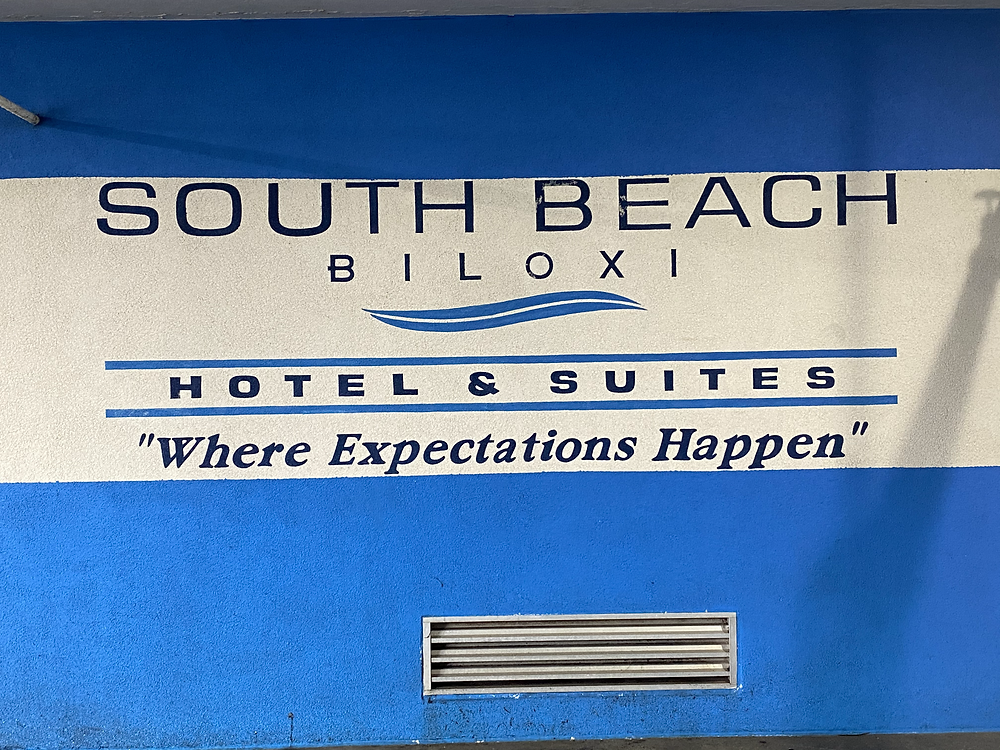 SOUTH BEACH
BILOXI
HOTEL & SUITES
"Where Expectations Happen"